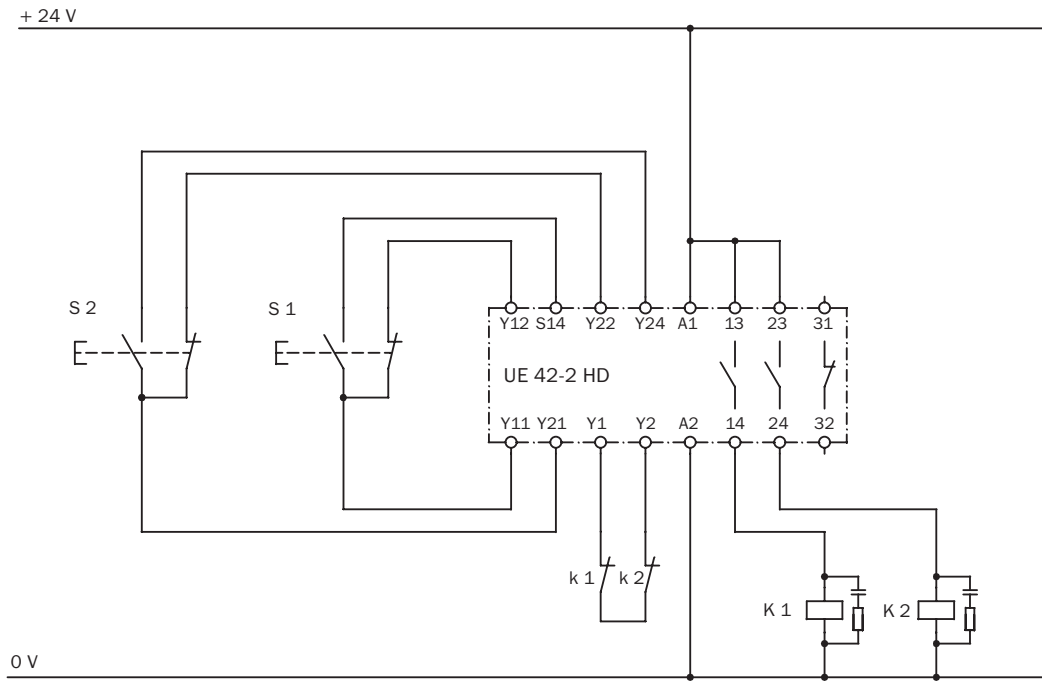 + 24 V
S 2
S 1
Y12 S14 Y22 Y24 A1 13 23 31
UE 42-2 HD
Y11 Y21 Y1 Y2 A2 14 24 32
k 1 k 2
K 1 K 2
0 V